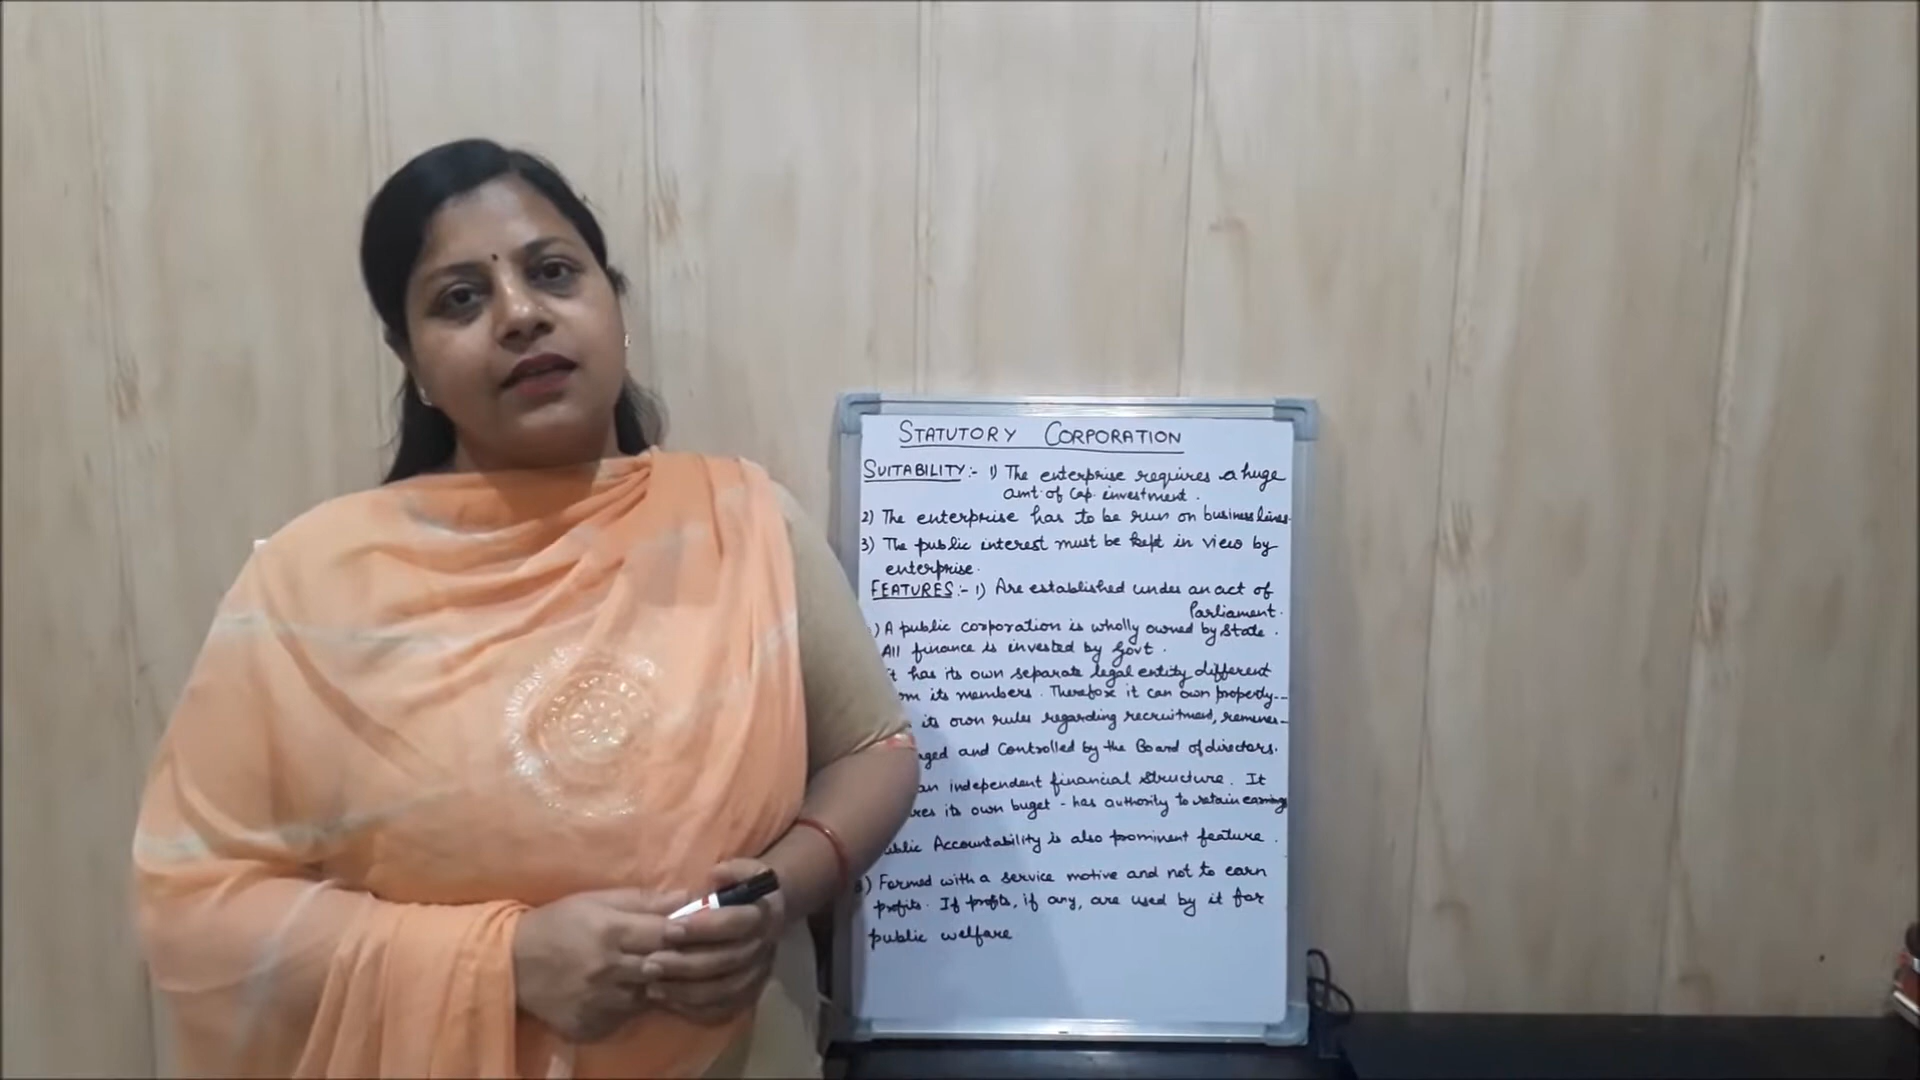 STATUTORY CORPORATION
SUITABILITY:- 1) The enterprise requires a huge
amt. of cap. investment.
2) The enterprise has to be run on business lines.
3) The public interest must be kept in view by
enterprise.
FEATURES:- 1) Are established under an act of
Parliament.
) A public corporation is wholly owned by State.
All finance is invested by Govt.
t has its own separate legal entity different
om its members. Therefore it can own property--
its own rules regarding recruitment, remune-
ged and controlled by the Board of directors.
an independent financial structure. It
res its own buget - has authority to retain earnings
ublic Accountability is also prominent feature.
8) Formed with a service motive and not to earn
profits. If profits, if any, are used by it for
public welfare